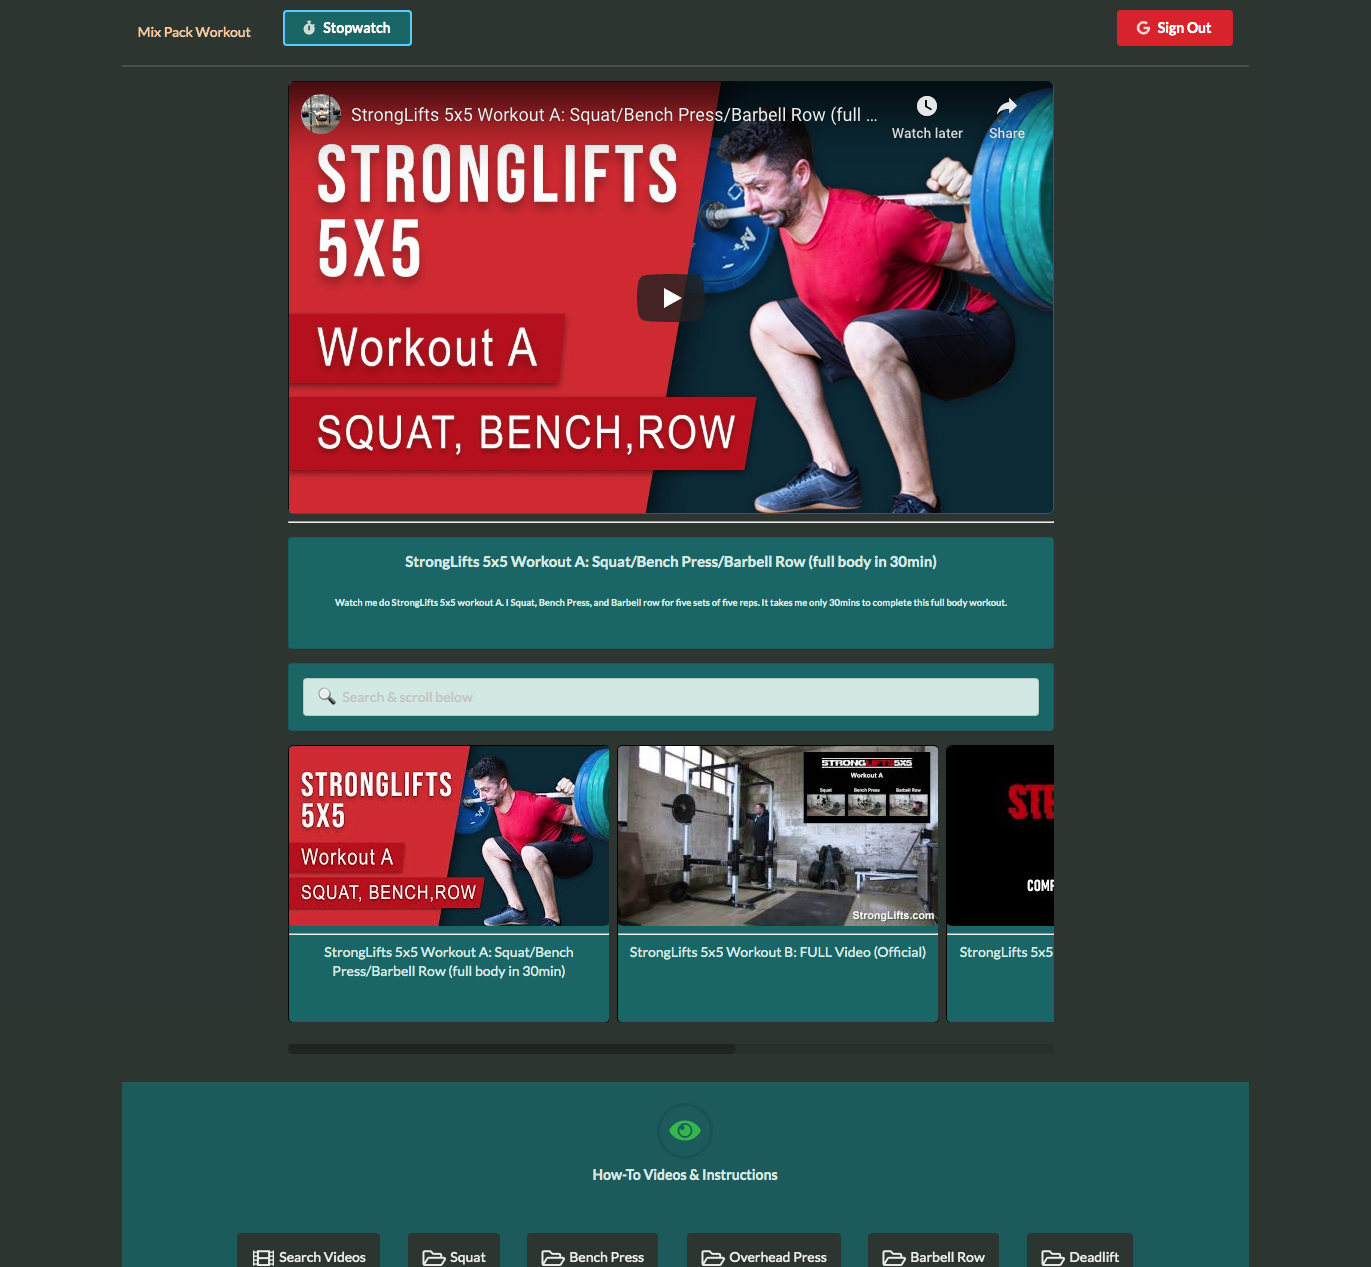 Mix Pack Workout
Stopwatch
Sign Out
StrongLifts 5x5 Workout A: Squat/Bench Press/Barbell Row (full ...
Watch later
Share
STRONGLIFTS
5X5
Workout A
SQUAT, BENCH,ROW
StrongLifts 5x5 Workout A: Squat/Bench Press/Barbell Row (full body in 30min)
Watch me do StrongLifts 5x5 workout A. I Squat, Bench Press, and Barbell row for five sets of five reps. It takes me only 30mins to complete this full body workout.
Search & scroll below
STRONGLIFTS
5X5
Workout A
SQUAT, BENCH,ROW
STRONGLIFTS5X5
Workout A
Squat Bench Press Barbell Row
StrongLifts.com
STR
COMP
StrongLifts 5x5 Workout A: Squat/Bench
Press/Barbell Row (full body in 30min)
StrongLifts 5x5 Workout B: FULL Video (Official)
StrongLifts 5x5
How-To Videos & Instructions
Search Videos
Squat
Bench Press
Overhead Press
Barbell Row
Deadlift